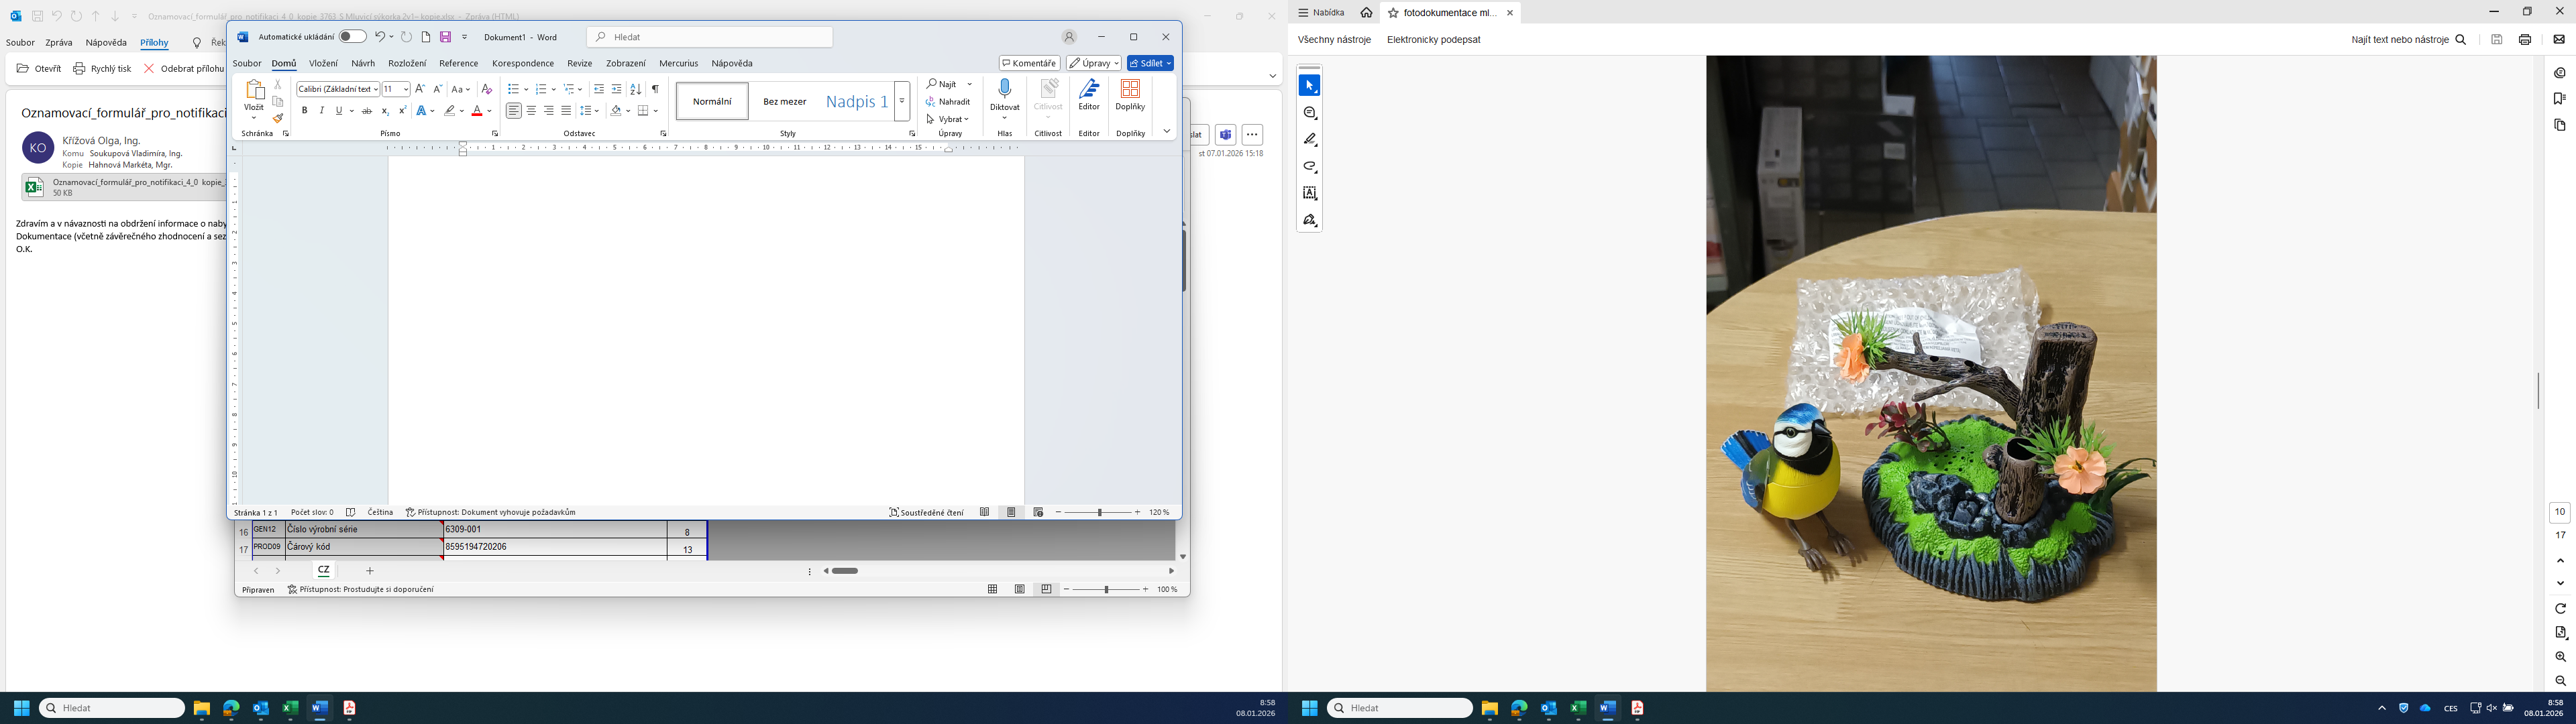 Oznamovací_formulář_pro_notifikaci_4_0_kopie_3763_S Mluvicí sýkorka 2v1– kopie.xlsx - Zpráva (HTML)
Soubor Zpráva Nápověda Přílohy
Otevřít Rychlý tisk Odebrat přílohu
Oznamovací_formulář_pro_notifikaci
KO
Křížová Olga, Ing.
Komu Soukupová Vladimíra, Ing.
Kopie Hahnová Markéta, Mgr.
st 07.01.2026 15:18
Oznamovací_formulář_pro_notifikaci_4_0 kopie_
50 KB
Zdravím a v návaznosti na obdržení informace o naby
Dokumentace (včetně závěrečného zhodnocení a sez
O.K.
Automatické ukládání
Dokument1 - Word
Hledat
Soubor Domů Vložení Návrh Rozložení Reference Korespondence Revize Zobrazení Mercurius Nápověda
Komentáře Úpravy Sdílet
Vložit
Calibri (Základní text 11
Normální Bez mezer Nadpis 1
Najít
Nahradit
Vybrat
Diktovat Citlivost Editor Doplňky
Schránka Písmo Odstavec Styly Úpravy Hlas Citlivost Editor Doplňky
Stránka 1 z 1 Počet slov: 0 Čeština Přístupnost: Dokument vyhovuje požadavkům Soustředěné čtení 120 %
16 GEN12 Číslo výrobní série 6309-001 8
17 PROD09 Čárový kód 8595194720206 13
CZ
Připraven Přístupnost: Prostudujte si doporučení 100 %
Hledat
8:58
08.01.2026
Nabídka
fotodokumentace ml...
Všechny nástroje Elektronicky podepsat
Najít text nebo nástroje
10
17
Hledat
CES
8:58
08.01.2026